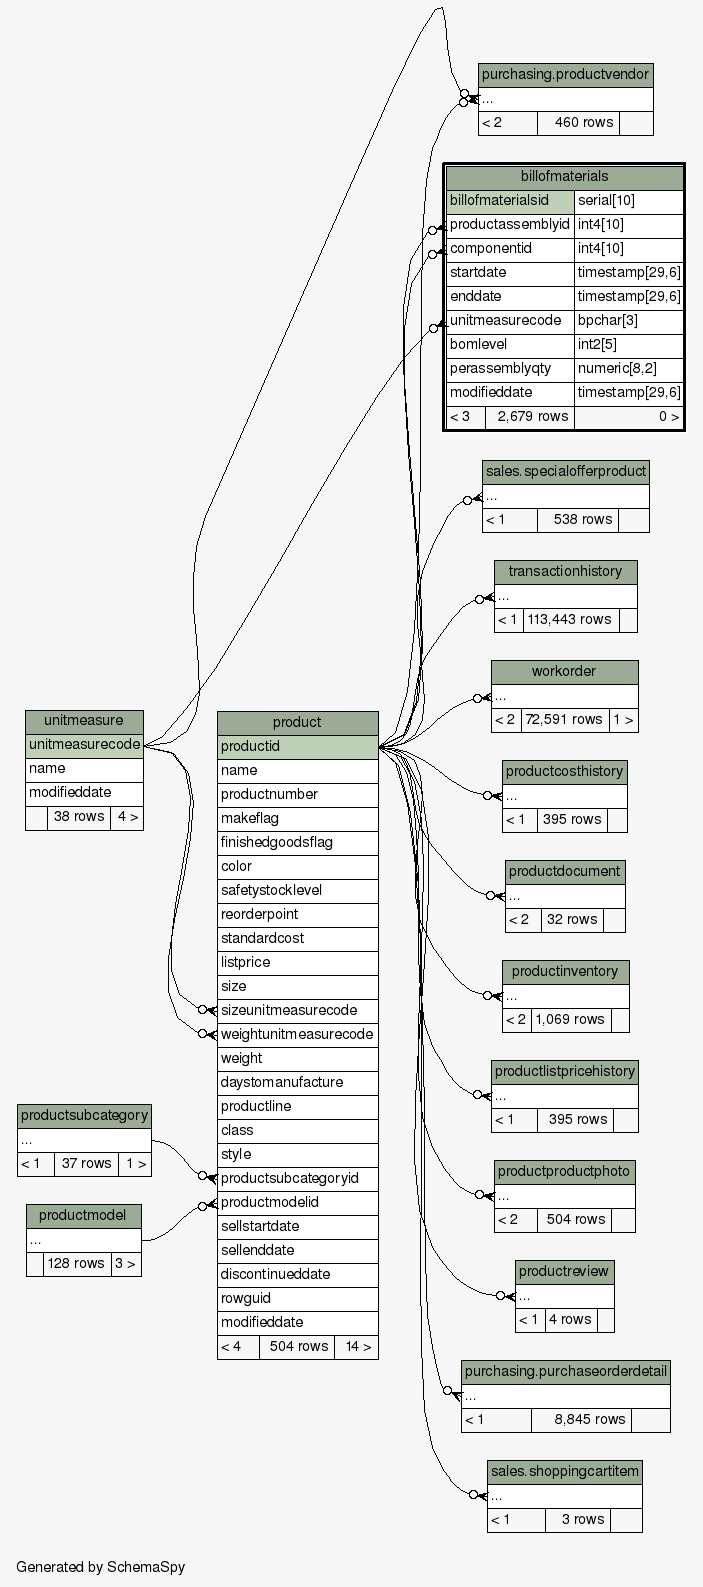 purchasing.productvendor
...
< 2 460 rows
billofmaterials
billofmaterialsid serial[10]
productassemblyid int4[10]
componentid int4[10]
startdate timestamp[29,6]
enddate timestamp[29,6]
unitmeasurecode bpchar[3]
bomlevel int2[5]
perassemblyqty numeric[8,2]
modifieddate timestamp[29,6]
< 3 2,679 rows 0 >
sales.specialofferproduct
...
< 1 538 rows
transactionhistory
...
< 1 113,443 rows
workorder
...
< 2 72,591 rows 1 >
unitmeasure
unitmeasurecode
name
modifieddate
38 rows 4 >
product
productid
name
productnumber
makeflag
finishedgoodsflag
color
safetystocklevel
reorderpoint
standardcost
listprice
size
sizeunitmeasurecode
weightunitmeasurecode
weight
daystomanufacture
productline
class
style
productsubcategoryid
productmodelid
sellstartdate
sellenddate
discontinueddate
rowguid
modifieddate
< 4 504 rows 14 >
productcosthistory
...
< 1 395 rows
productdocument
...
< 2 32 rows
productinventory
...
< 2 1,069 rows
productlistpricehistory
...
< 1 395 rows
productsubcategory
...
< 1 37 rows 1 >
productproductphoto
...
< 2 504 rows
productmodel
...
128 rows 3 >
productreview
...
< 1 4 rows
purchasing.purchaseorderdetail
...
< 1 8,845 rows
sales.shoppingcartitem
...
< 1 3 rows
Generated by SchemaSpy